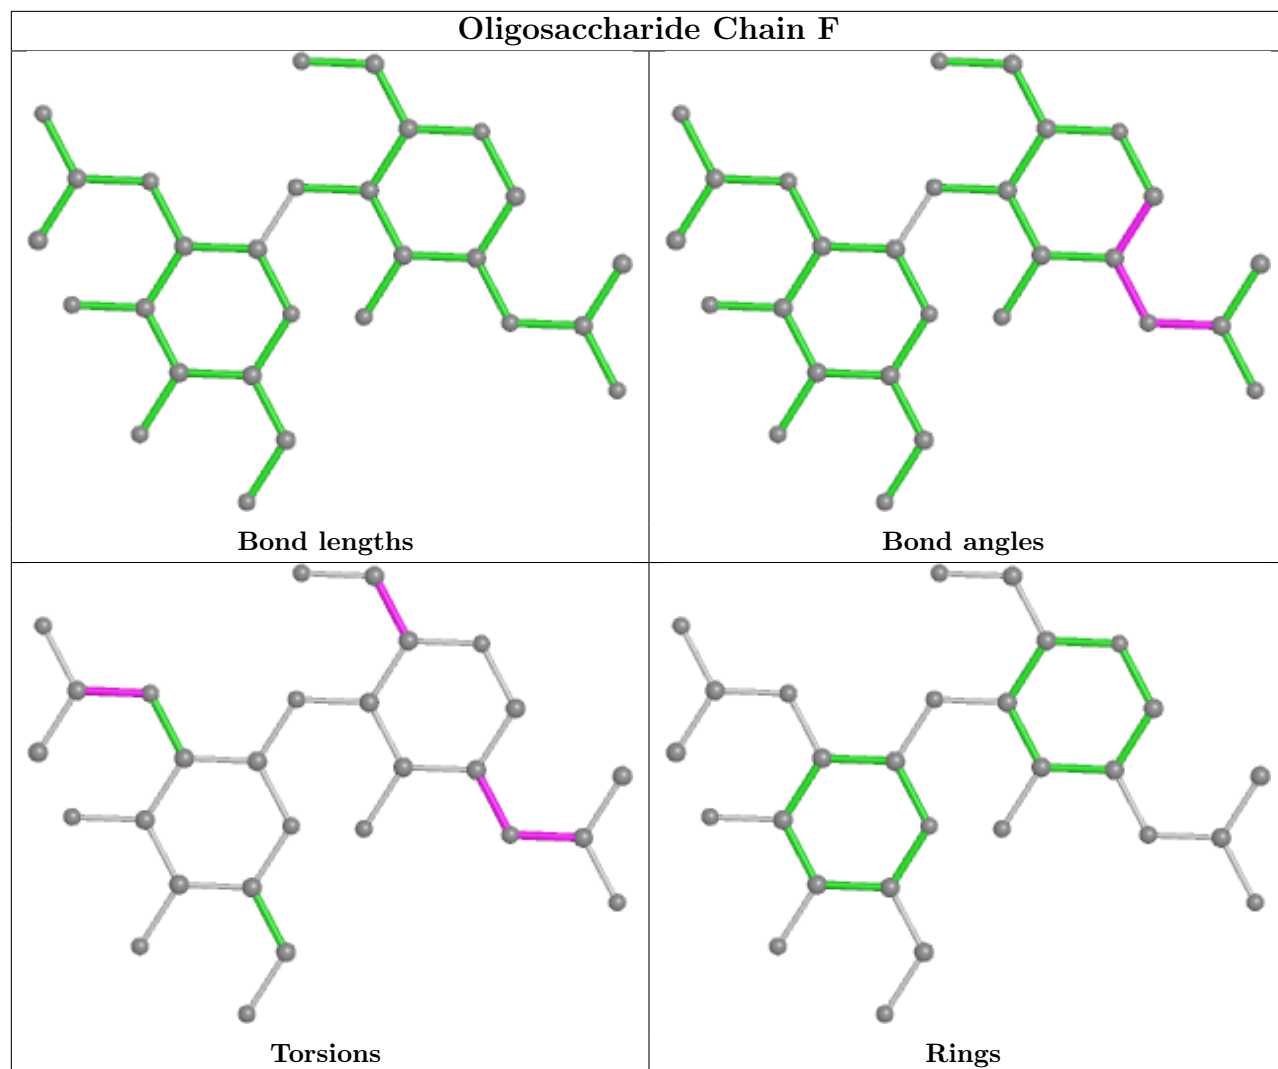 Oligosaccharide Chain F
Bond lengths
Bond angles
Torsions
Rings